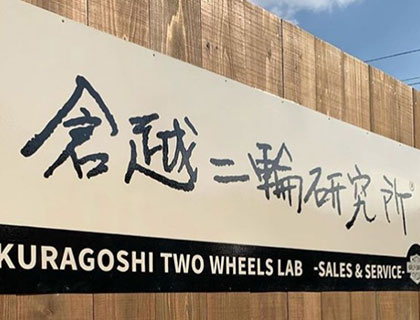 倉越二輪研究所
KURAGOSHI TWO WHEELS LAB -SALES & SERVICE-